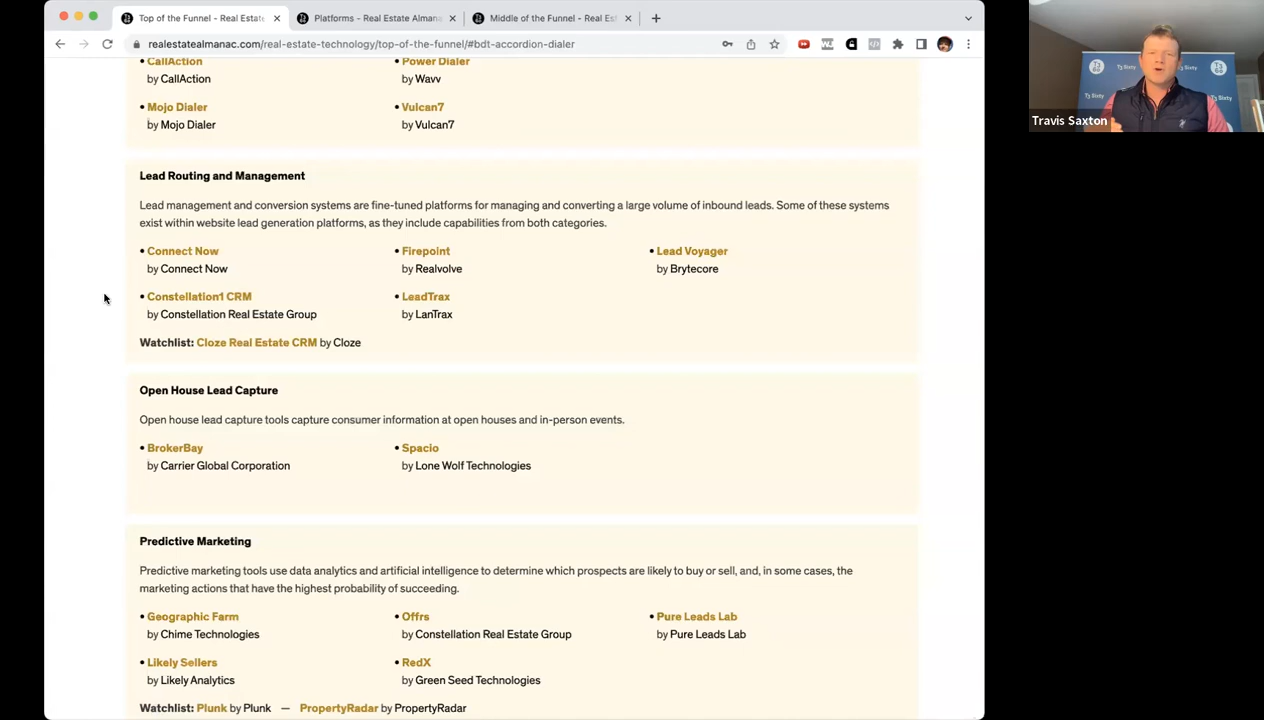 Top of the Funnel - Real Estate
Platforms - Real Estate Almana
Middle of the Funnel - Real Es
realestatealmanac.com/real-estate-technology/top-of-the-funnel/#bdt-accordion-dialer
• CallAction
by CallAction
• Power Dialer
by Wavv
• Mojo Dialer
by Mojo Dialer
• Vulcan7
by Vulcan7
Lead Routing and Management
Lead management and conversion systems are fine-tuned platforms for managing and converting a large volume of inbound leads. Some of these systems
exist within website lead generation platforms, as they include capabilities from both categories.
• Connect Now
by Connect Now
• Firepoint
by Realvolve
• Lead Voyager
by Brytecore
• Constellation1 CRM
by Constellation Real Estate Group
• LeadTrax
by LanTrax
Watchlist: Cloze Real Estate CRM by Cloze
Open House Lead Capture
Open house lead capture tools capture consumer information at open houses and in-person events.
• BrokerBay
by Carrier Global Corporation
• Spacio
by Lone Wolf Technologies
Predictive Marketing
Predictive marketing tools use data analytics and artificial intelligence to determine which prospects are likely to buy or sell, and, in some cases, the
marketing actions that have the highest probability of succeeding.
• Geographic Farm
by Chime Technologies
• Offrs
by Constellation Real Estate Group
• Pure Leads Lab
by Pure Leads Lab
• Likely Sellers
by Likely Analytics
• RedX
by Green Seed Technologies
Watchlist: Plunk by Plunk — PropertyRadar by PropertyRadar
T3 Sixty
T3 Sixty
Travis Saxton